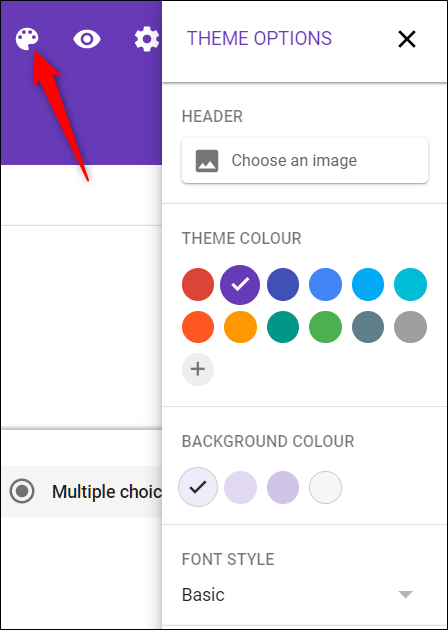 THEME OPTIONS
HEADER
Choose an image
THEME COLOUR
BACKGROUND COLOUR
Multiple choic
FONT STYLE
Basic